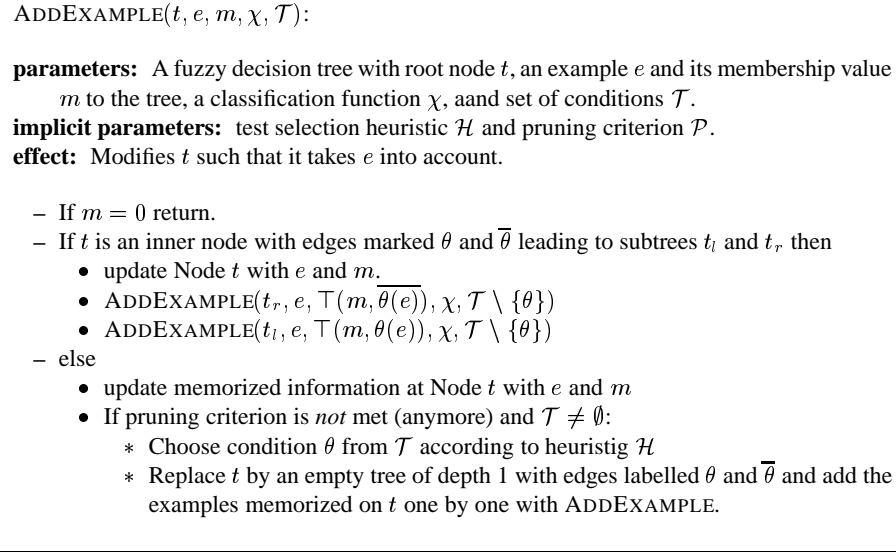 ADDEXAMPLE(t, e, m, χ, 𝒯):
parameters: A fuzzy decision tree with root node t, an example e and its membership value
m to the tree, a classification function χ, aand set of conditions 𝒯.
implicit parameters: test selection heuristic ℋ and pruning criterion 𝒫.
effect: Modifies t such that it takes e into account.
– If m = 0 return.
– If t is an inner node with edges marked θ and θ̅ leading to subtrees tₗ and tᵣ then
• update Node t with e and m.
• ADDEXAMPLE(tᵣ, e, ⊤(m, \overline{θ(e)}), χ, 𝒯 \ {θ})
• ADDEXAMPLE(tₗ, e, ⊤(m, θ(e)), χ, 𝒯 \ {θ})
– else
• update memorized information at Node t with e and m
• If pruning criterion is not met (anymore) and 𝒯 ≠ ∅:
∗ Choose condition θ from 𝒯 according to heuristig ℋ
∗ Replace t by an empty tree of depth 1 with edges labelled θ and θ̅ and add the
examples memorized on t one by one with ADDEXAMPLE.